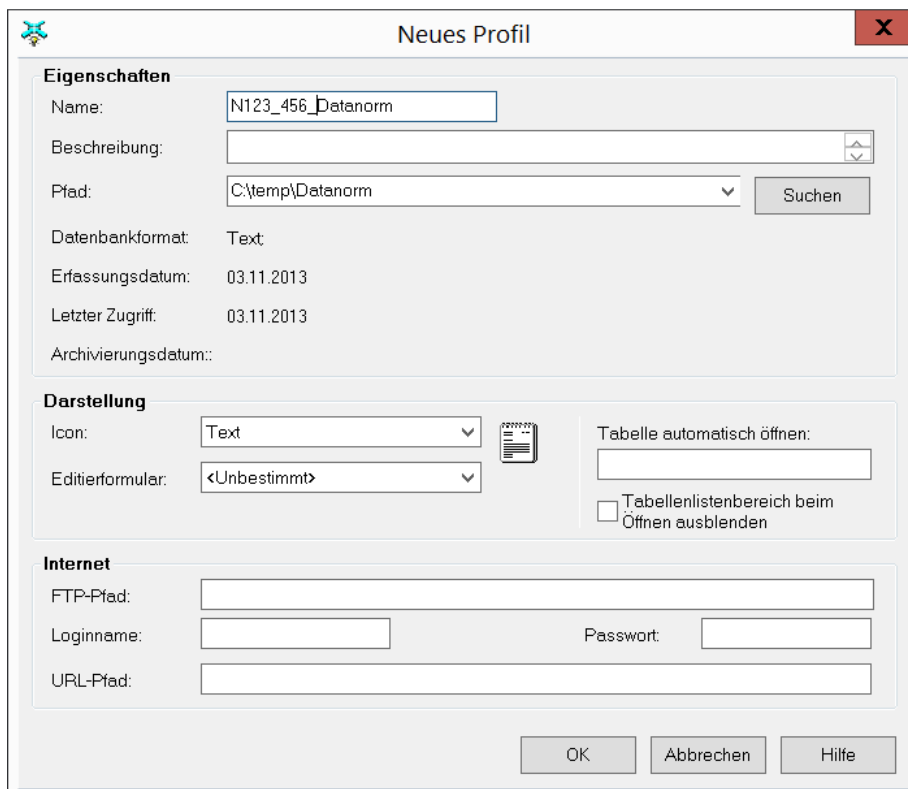 Neues Profil
X
Eigenschaften
Name: N123_456_Datanorm
Beschreibung:
Pfad: C:\temp\Datanorm Suchen
Datenbankformat: Text;
Erfassungsdatum: 03.11.2013
Letzter Zugriff: 03.11.2013
Archivierungsdatum::
Darstellung
Icon: Text
Editierformular: <Unbestimmt>
Tabelle automatisch öffnen:
Tabellenlistenbereich beim
Öffnen ausblenden
Internet
FTP-Pfad:
Loginname: Passwort:
URL-Pfad:
OK Abbrechen Hilfe